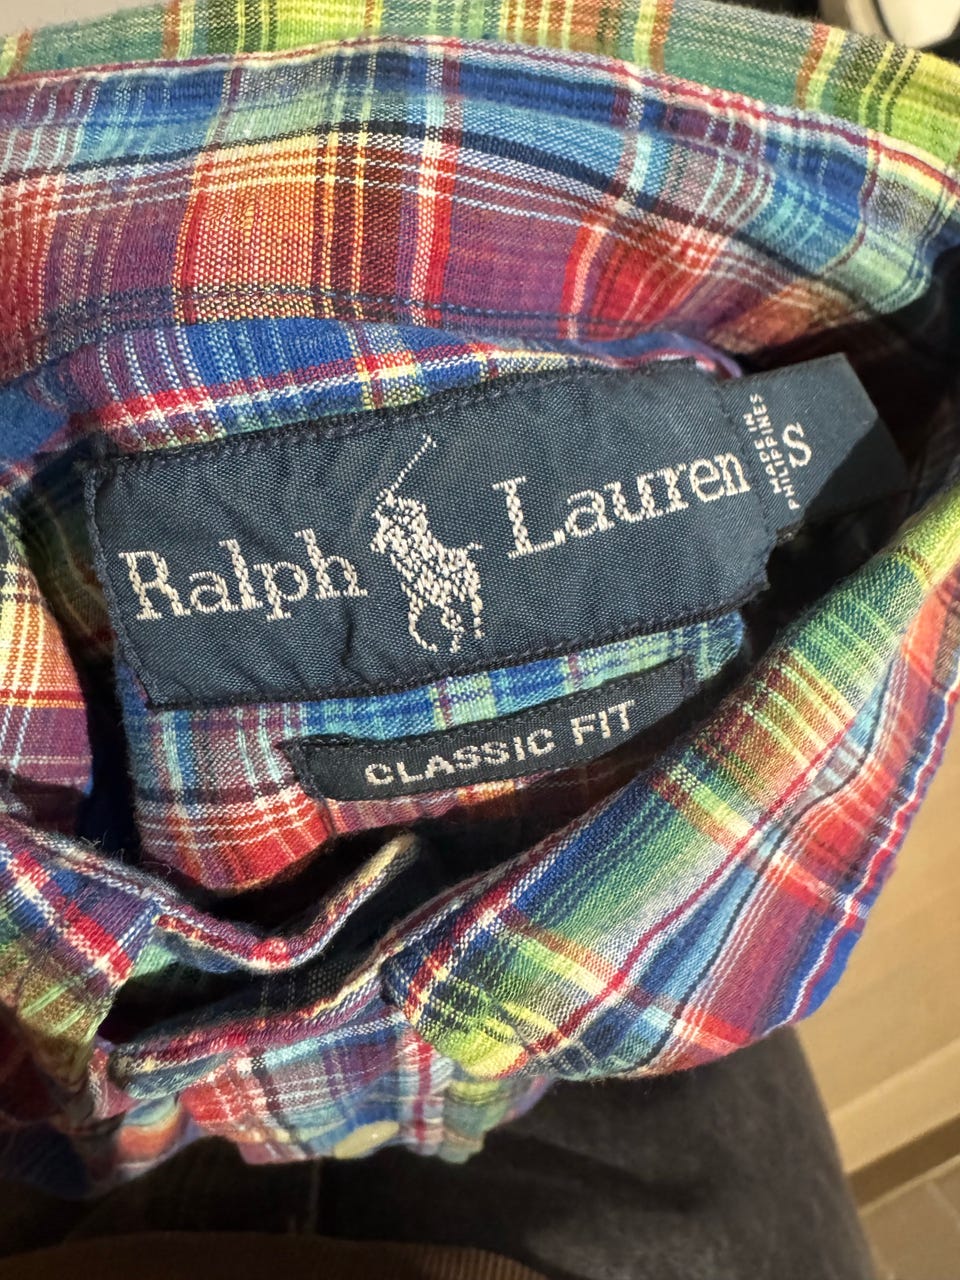 Ralph Lauren
MADE IN
PHILIPPINES
S
CLASSIC FIT